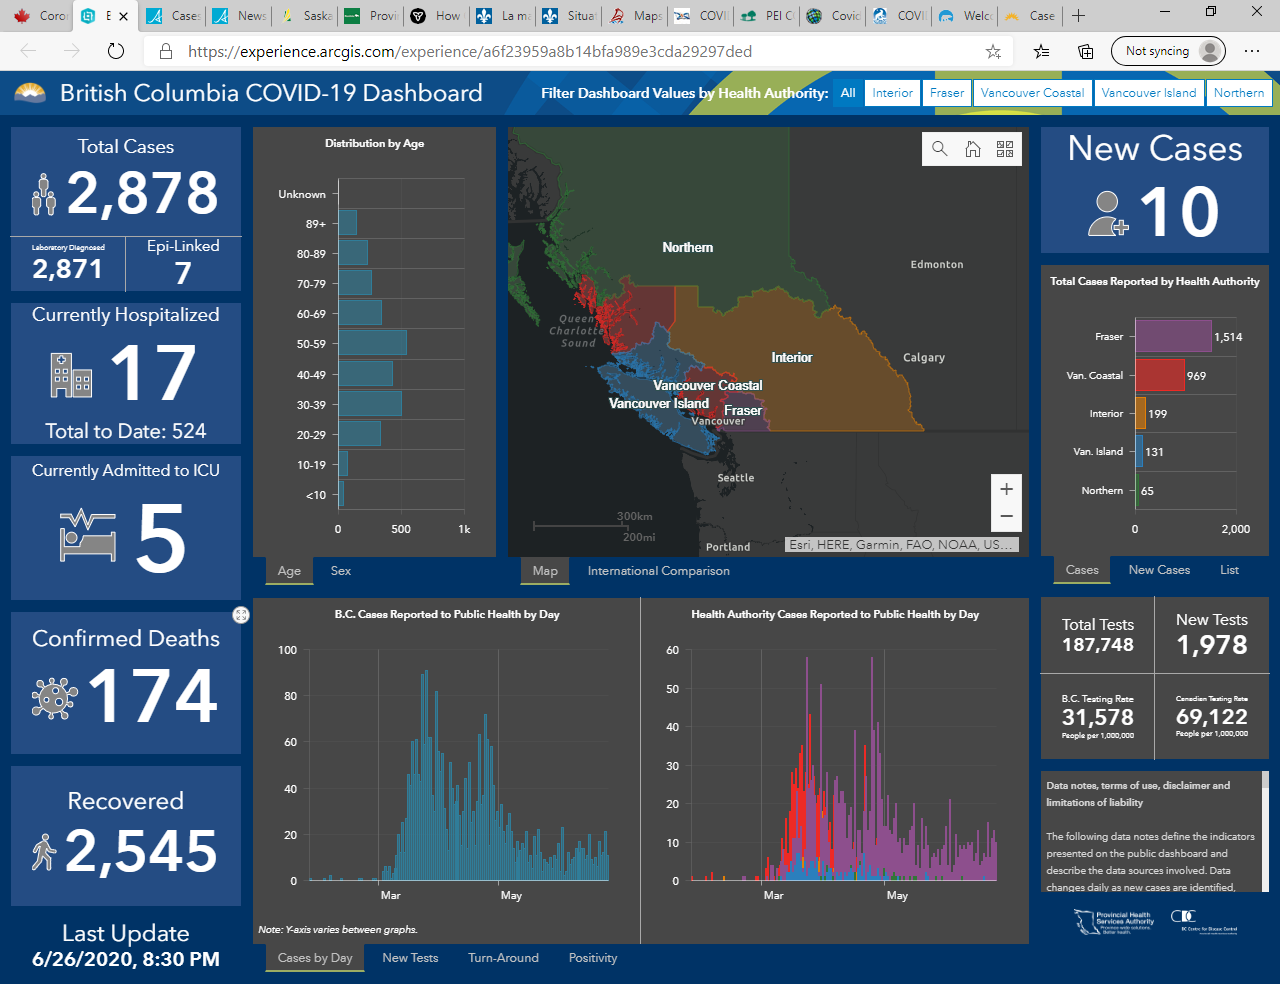 Coror
E
Case:
News
Saska
Provi
How
La m
Situat
Maps
COVI
PEI C
Covid
COVI
Welc
Case
https://experience.arcgis.com/experience/a6f23959a8b14bfa989e3cda29297ded
Not syncing
British Columbia COVID-19 Dashboard
Filter Dashboard Values by Health Authority:
All
Interior
Fraser
Vancouver Coastal
Vancouver Island
Northern
Total Cases
2,878
Laboratory Diagnosed
2,871
Epi-Linked
7
Currently Hospitalized
17
Total to Date: 524
Currently Admitted to ICU
5
Confirmed Deaths
174
Recovered
2,545
Last Update
6/26/2020, 8:30 PM
Distribution by Age
Unknown
89+
80-89
70-79
60-69
50-59
40-49
30-39
20-29
10-19
<10
0 500 1k
Age
Sex
Northern
Edmonton
Queen
Charlotte
Sound
Interior
Calgary
Vancouver Coastal
Vancouver Island
Fraser
Vancouver
Seattle
300km
200mi
Portland
Esri, HERE, Garmin, FAO, NOAA, US...
+
−
Map
International Comparison
New Cases
10
Total Cases Reported by Health Authority
Fraser 1,514
Van. Coastal 969
Interior 199
Van. Island 131
Northern 65
0 2,000
Cases
New Cases
List
B.C. Cases Reported to Public Health by Day
100
80
60
40
20
0
Mar May
Note: Y-axis varies between graphs.
Health Authority Cases Reported to Public Health by Day
60
50
40
30
20
10
0
Mar May
Cases by Day
New Tests
Turn-Around
Positivity
Total Tests
187,748
New Tests
1,978
B.C. Testing Rate
31,578
People per 1,000,000
Canadian Testing Rate
69,122
People per 1,000,000
Data notes, terms of use, disclaimer and
limitations of liability
The following data notes define the indicators
presented on the public dashboard and
describe the data sources involved. Data
changes daily as new cases are identified,
Provincial Health
Services Authority
Province-wide solutions.
Better health.
BC Centre for Disease Control